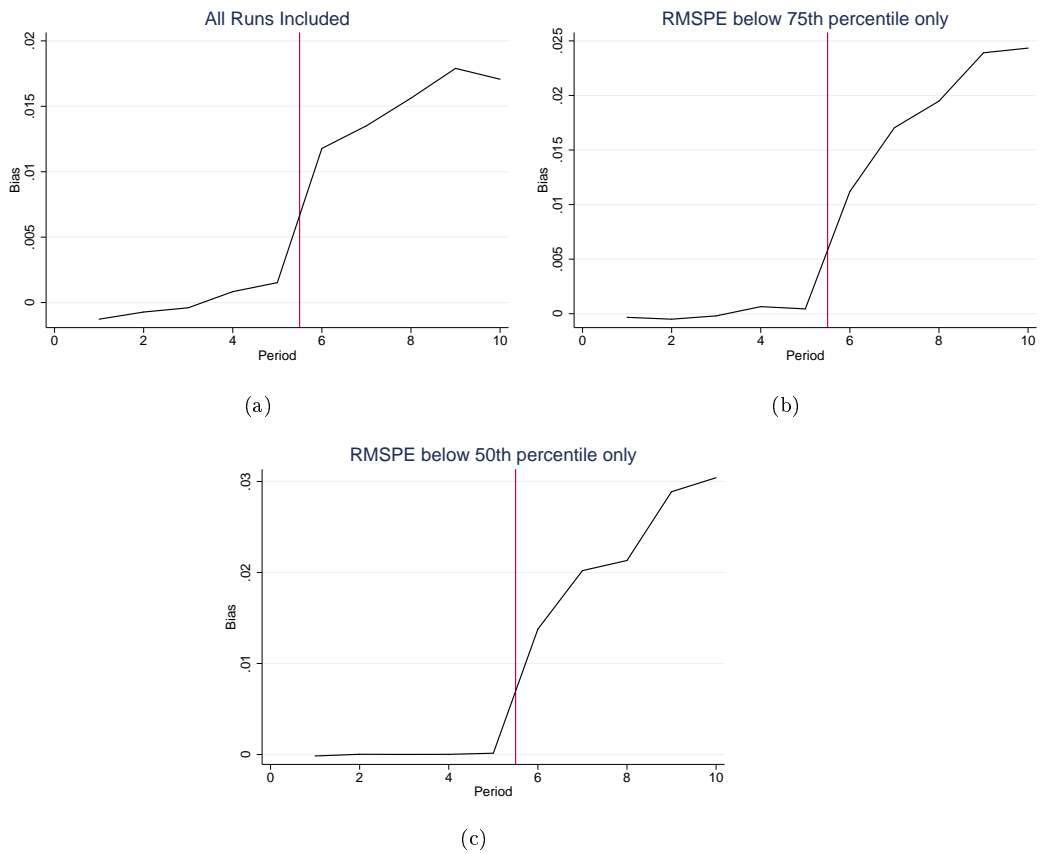 All Runs Included
Bias
.02
.015
.01
.005
0
0 2 4 6 8 10
Period
(a)
RMSPE below 75th percentile only
Bias
.025
.02
.015
.01
.005
0
0 2 4 6 8 10
Period
(b)
RMSPE below 50th percentile only
Bias
.03
.02
.01
0
0 2 4 6 8 10
Period
(c)